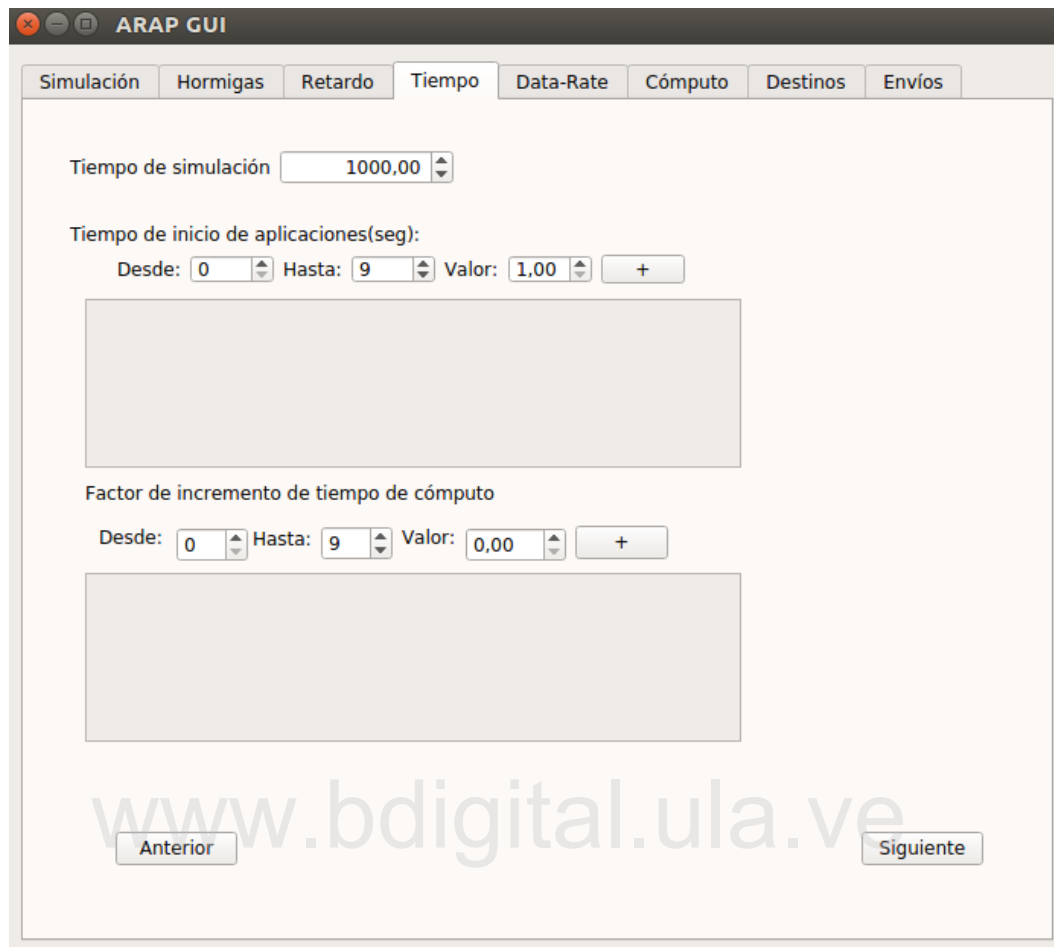 ARAP GUI
Simulación Hormigas Retardo Tiempo Data-Rate Cómputo Destinos Envíos
Tiempo de simulación 1000,00
Tiempo de inicio de aplicaciones(seg):
Desde: 0 Hasta: 9 Valor: 1,00 +
Factor de incremento de tiempo de cómputo
Desde: 0 Hasta: 9 Valor: 0,00 +
www.bdigital.ula.ve
Anterior Siguiente